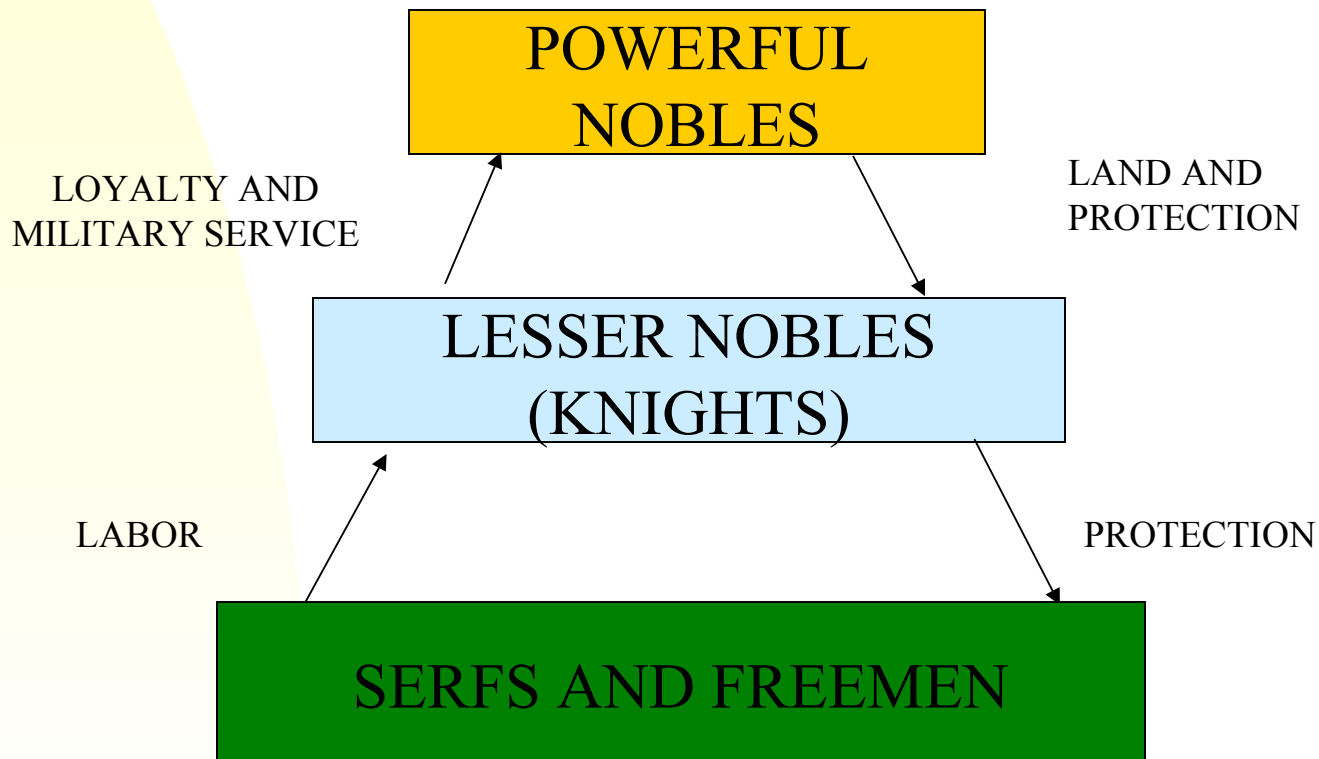 POWERFUL
NOBLES
LOYALTY AND
MILITARY SERVICE
LAND AND
PROTECTION
LESSER NOBLES
(KNIGHTS)
LABOR
PROTECTION
SERFS AND FREEMEN